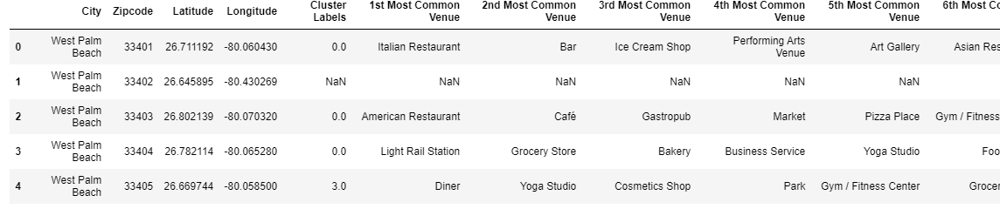 City Zipcode Latitude Longitude Cluster Labels 1st Most Common Venue 2nd Most Common Venue 3rd Most Common Venue 4th Most Common Venue 5th Most Common Venue 6th Most Co
0 West Palm Beach 33401 26.711192 -80.060430 0.0 Italian Restaurant Bar Ice Cream Shop Performing Arts Venue Art Gallery Asian Res
1 West Palm Beach 33402 26.645895 -80.430269 NaN NaN NaN NaN NaN NaN
2 West Palm Beach 33403 26.802139 -80.070320 0.0 American Restaurant Café Gastropub Market Pizza Place Gym / Fitness
3 West Palm Beach 33404 26.782114 -80.065280 0.0 Light Rail Station Grocery Store Bakery Business Service Yoga Studio Foo
4 West Palm Beach 33405 26.669744 -80.058500 3.0 Diner Yoga Studio Cosmetics Shop Park Gym / Fitness Center Grocer